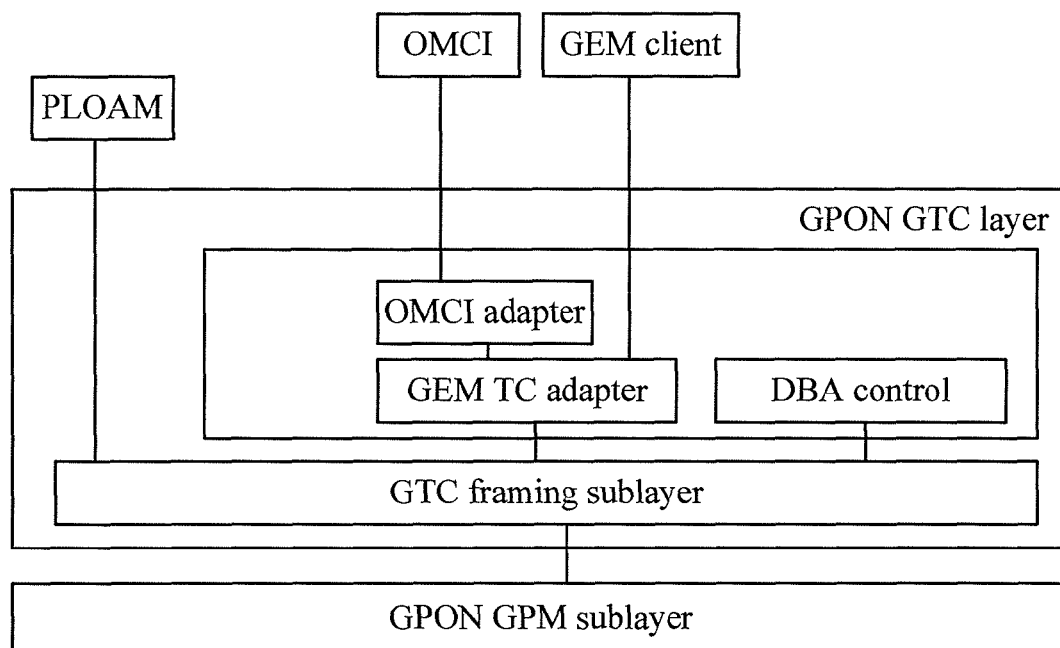 OMCI
GEM client
PLOAM
GPON GTC layer
OMCI adapter
GEM TC adapter
DBA control
GTC framing sublayer
GPON GPM sublayer